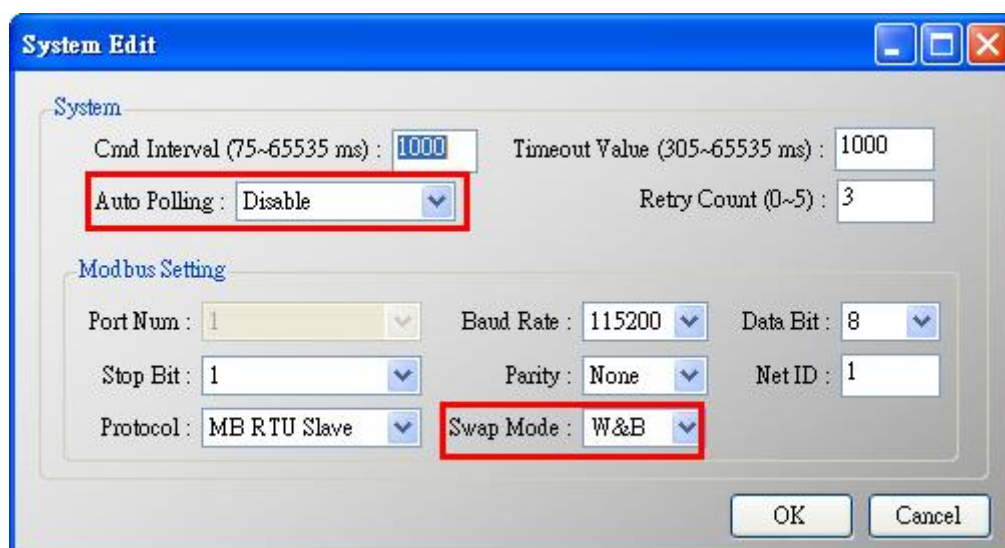 System Edit
System
Cmd Interval (75~65535 ms) : 1000 Timeout Value (305~65535 ms) : 1000
Auto Polling : Disable Retry Count (0~5) : 3
Modbus Setting
Port Num : 1 Baud Rate : 115200 Data Bit : 8
Stop Bit : 1 Parity : None Net ID : 1
Protocol : MB RTU Slave Swap Mode : W&B
OK Cancel